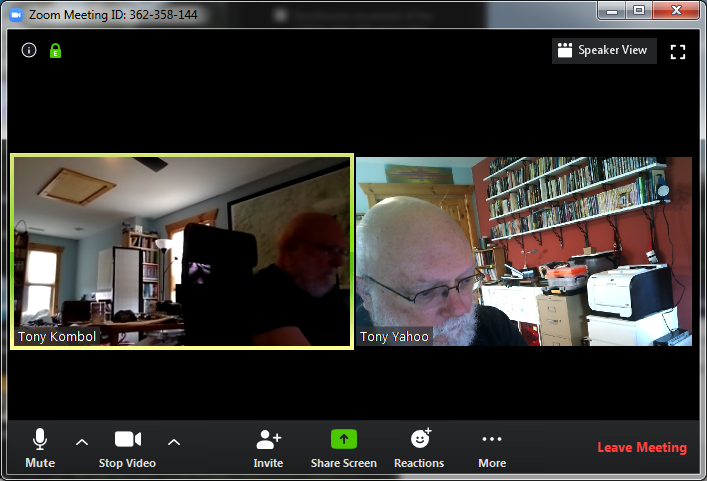 Zoom Meeting ID: 362-358-144
E
Speaker View
Tony Kombol
Tony Yahoo
Mute
Stop Video
Invite
Share Screen
Reactions
More
Leave Meeting